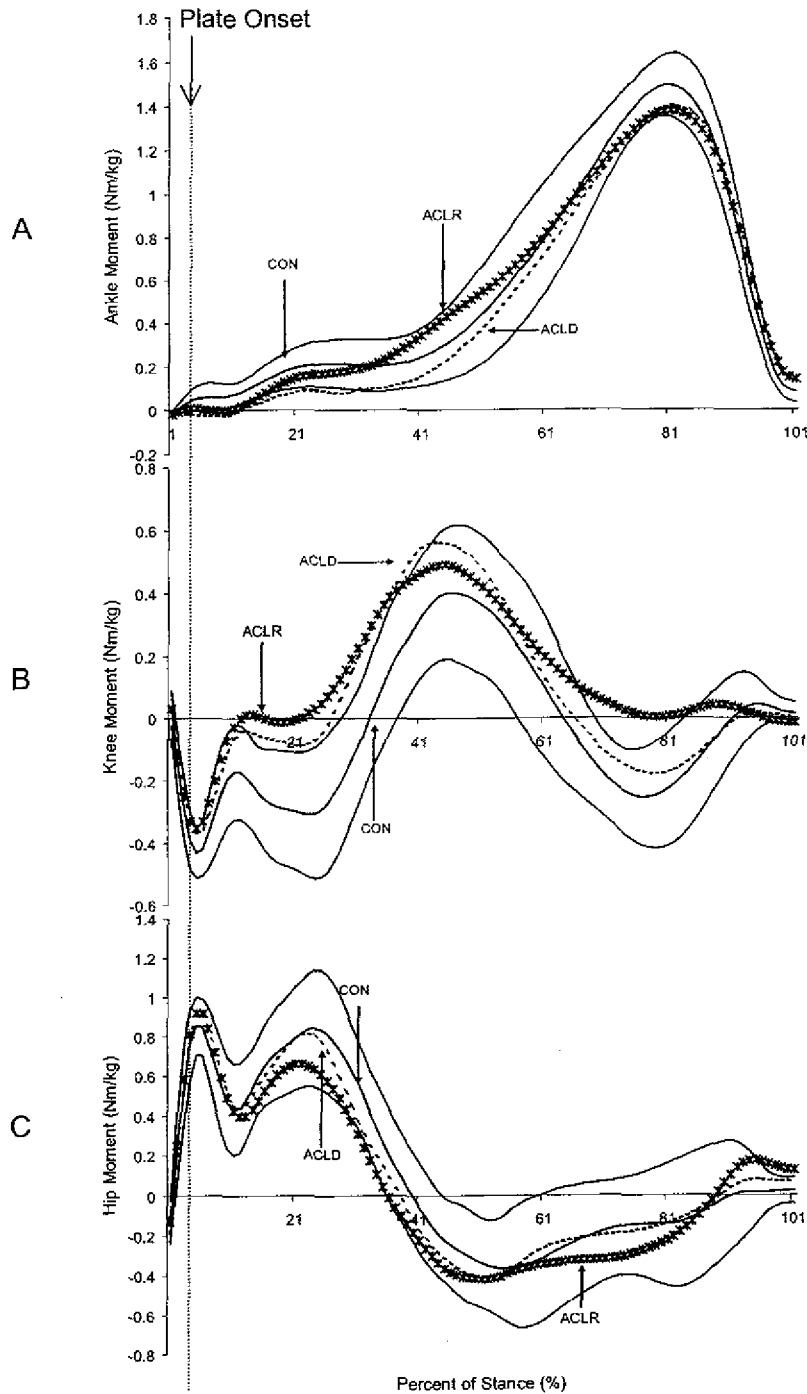 Plate Onset
A
Ankle Moment (Nm/kg)
1.8
1.6
1.4
1.2
1
0.8
0.6
0.4
0.2
0
-0.2
CON
ACLR
ACLD
1 21 41 61 81 101
B
Knee Moment (Nm/kg)
0.8
0.6
0.4
0.2
0
-0.2
-0.4
-0.6
ACLD
ACLR
CON
21 41 61 81 101
C
Hip Moment (Nm/kg)
1.4
1.2
1
0.8
0.6
0.4
0.2
0
-0.2
-0.4
-0.6
-0.8
CON
ACLD
ACLR
21 41 61 81 101
Percent of Stance (%)